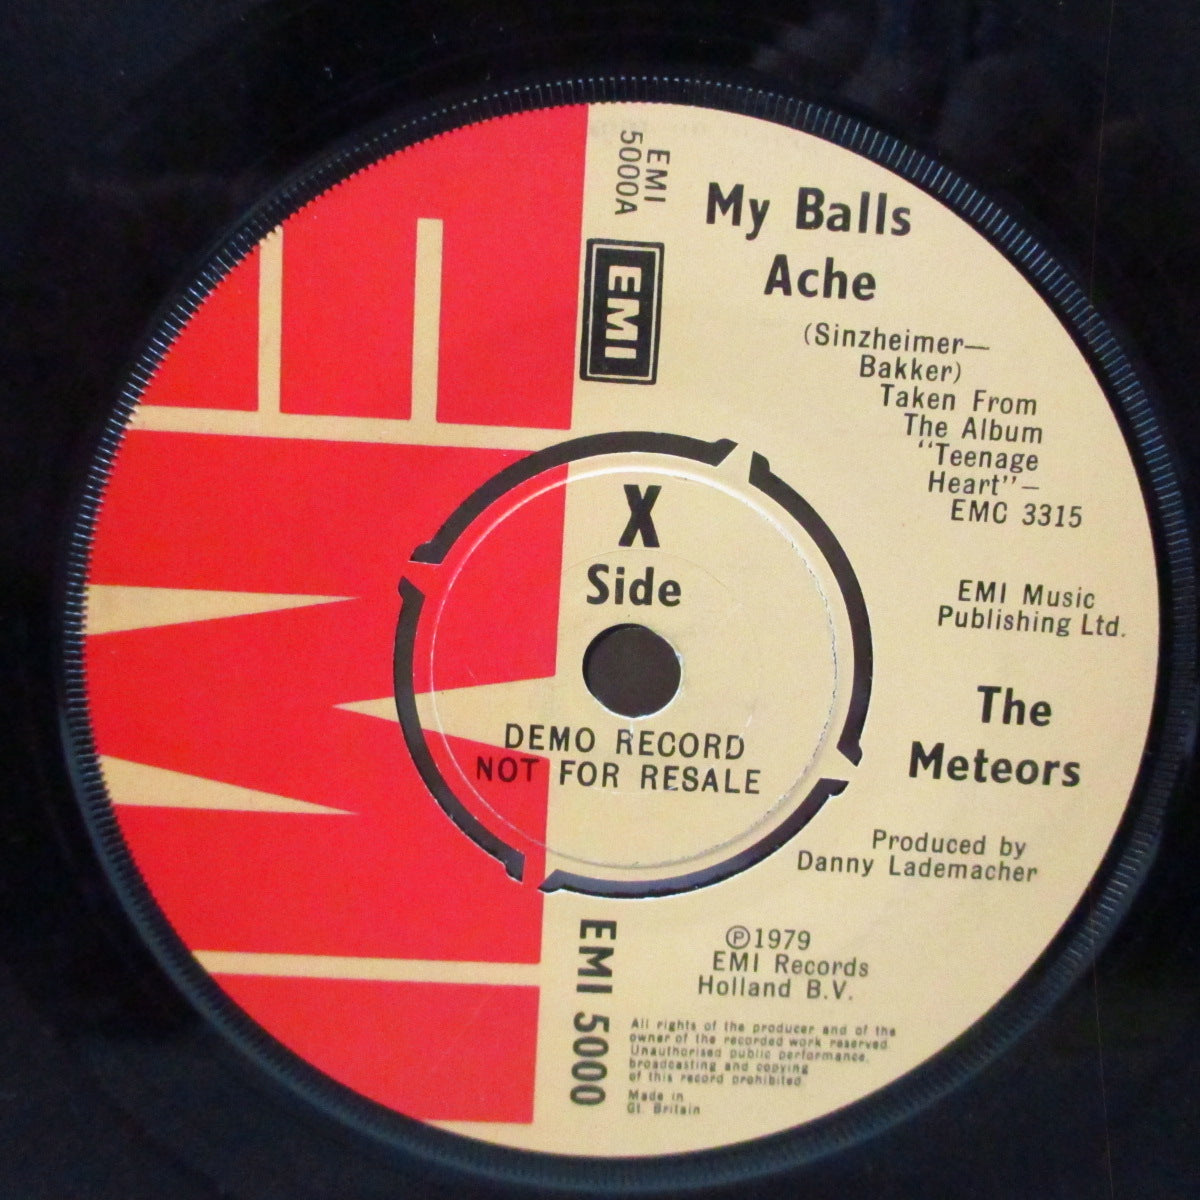 EMI
5000A
EMI
My Balls
Ache
(Sinzheimer—
Bakker)
Taken From
The Album
"Teenage
Heart"—
EMC 3315
X
Side
EMI Music
Publishing Ltd.
The
Meteors
DEMO RECORD
NOT FOR RESALE
Produced by
Danny Lademacher
EMI 5000
℗1979
EMI Records
Holland B.V.
All rights of the producer and of the
owner of the recorded work reserved.
Unauthorised public performance,
broadcasting and copying
of this record prohibited
Made in
Gt. Britain
EMI